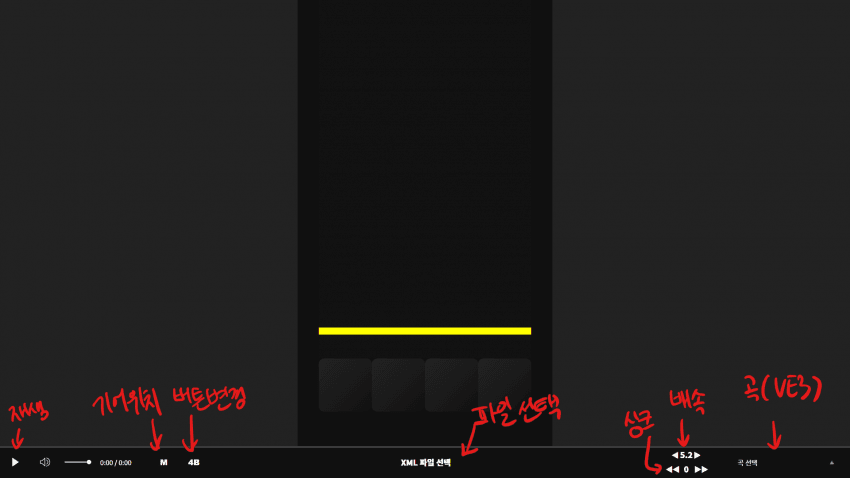 재생
기어위치
버튼변경
파일 선택
싱크
배속
곡(VE3)
0:00 / 0:00
M
4B
XML 파일 선택
5.2
0
곡 선택